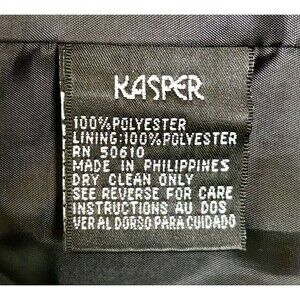 KASPER
100% POLYESTER
LINING: 100% POLYESTER
RN 50610
MADE IN PHILIPPINES
DRY CLEAN ONLY
SEE REVERSE FOR CARE
INSTRUCTIONS AU DOS
VER AL DORSO PARA CUIDADO